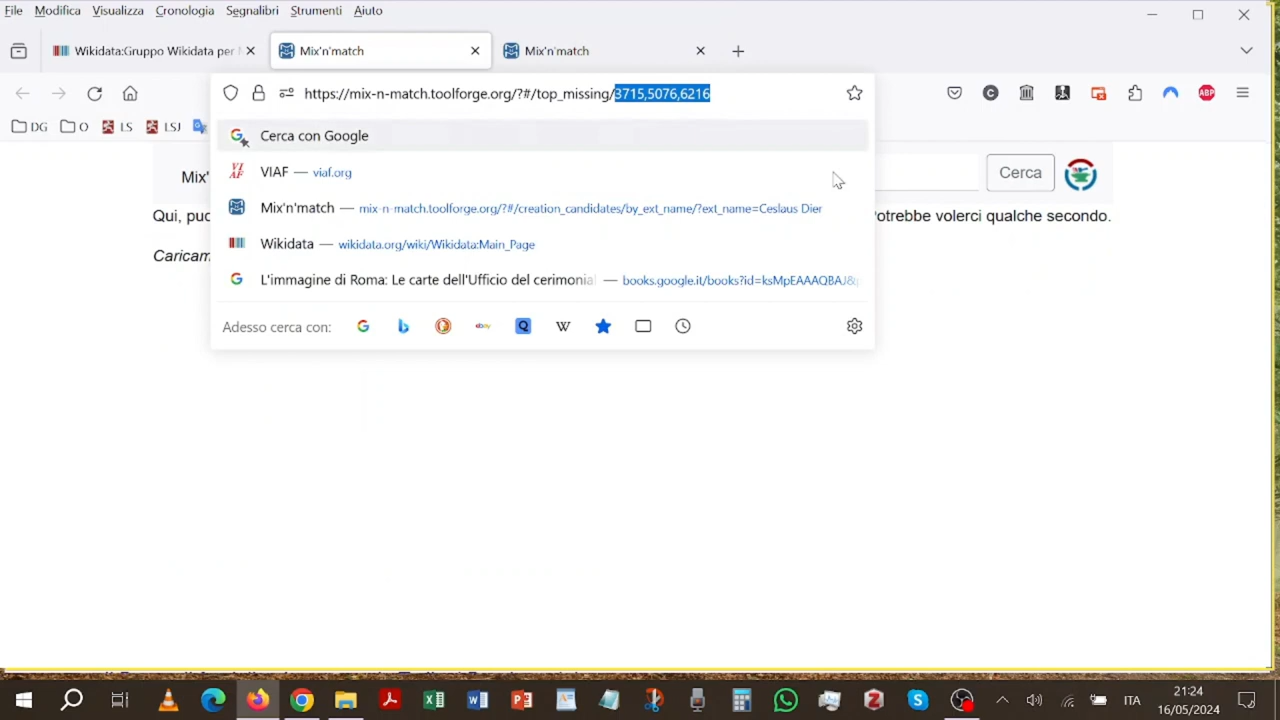 File Modifica Visualizza Cronologia Segnalibri Strumenti Aiuto
Wikidata:Gruppo Wikidata per
Mix'n'match
Mix'n'match
https://mix-n-match.toolforge.org/?#/top_missing/3715,5076,6216
DG O LS LSJ
Cerca con Google
VIAF — viaf.org
Mix'n'match — mix-n-match.toolforge.org/?#/creation_candidates/by_ext_name/?ext_name=Ceslaus Dier
Wikidata — wikidata.org/wiki/Wikidata:Main_Page
L'immagine di Roma: Le carte dell'Ufficio del cerimonial — books.google.it/books?id=ksMpEAAAQBAJ&
Adesso cerca con:
Mix'
Cerca
Qui, puo
Potrebbe volerci qualche secondo.
Caricam
ITA
21:24
16/05/2024